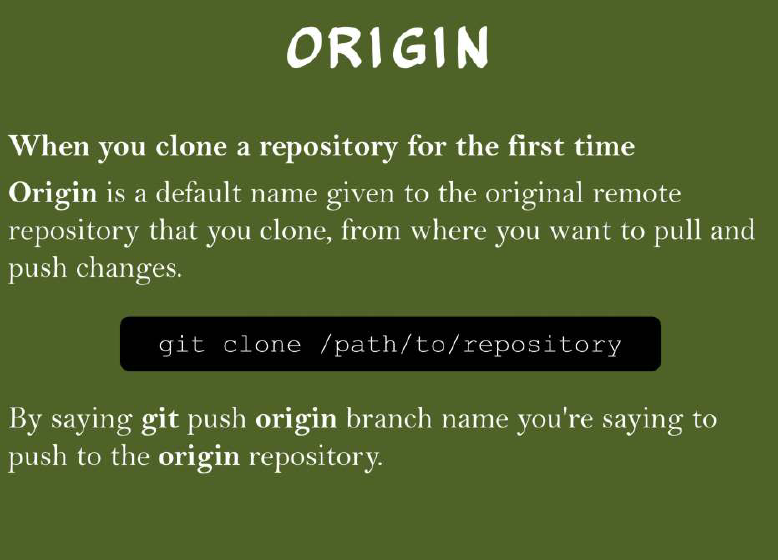 ORIGIN
When you clone a repository for the first time
Origin is a default name given to the original remote
repository that you clone, from where you want to pull and
push changes.
git clone /path/to/repository
By saying git push origin branch name you're saying to
push to the origin repository.